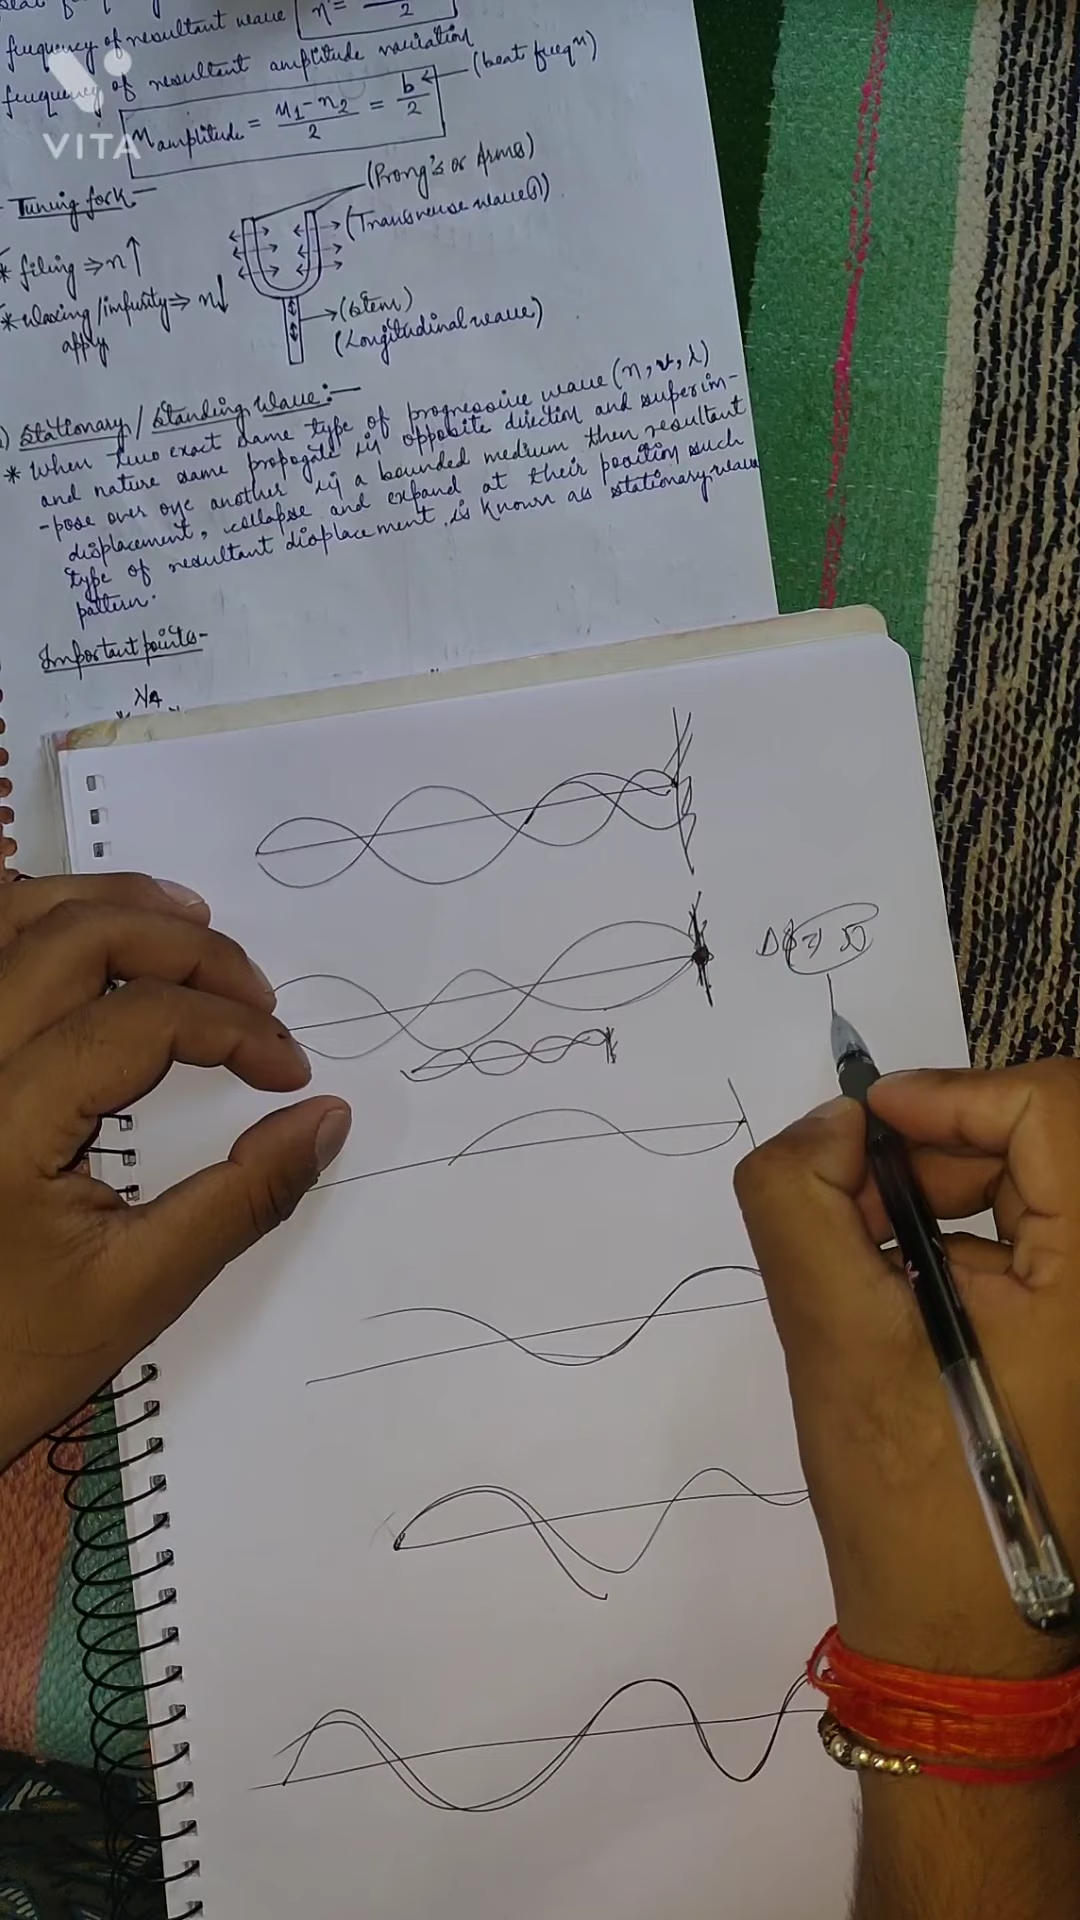 frequency of resultant wave n = 2
frequency of resultant amplitude variation
n amplitude = n1-n2/2 = b/2 (beat freqn)
VITA
Tuning fork:-
(Prong's or Arms)
(Transverse waves)
* filing ⇒ n↑
* Waxing/impurity ⇒ n↓
apply
(Stem)
(Longitudinal wave)
Stationary/Standing Wave:-
* When two exact same type of progressive wave (n, v, λ)
and nature same propagate in opposite direction and superim-
-pose over one another in a bounded medium then resultant
displacement, collapse and expand at their position such
type of resultant displacement is known as stationary wave
pattern.
Important points-
λ/4